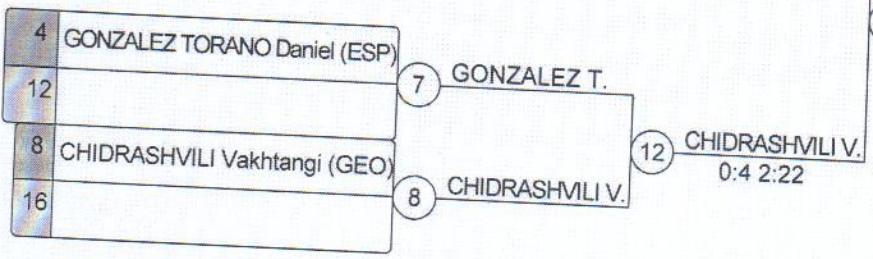 4 GONZALEZ TORANO Daniel (ESP)
12
7 GONZALEZ T.
8 CHIDRASHVILI Vakhtangi (GEO)
16
8 CHIDRASHVILI V.
12 CHIDRASHVILI V.
0:4 2:22